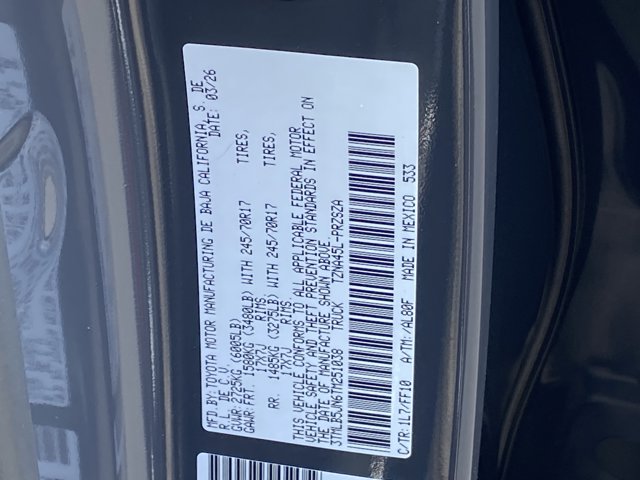 MFD.BY:TOYOTA MOTOR MANUFACTURING DE BAJA CALIFORNIA, S. DE
R. L. DE C.V. DATE: 03/26
GVWR:2725KG (6005LB)
GAWR:FRT. 1580KG (3480LB) WITH 245/70R17 TIRES,
17X7J RIMS
RR. 1485KG (3275LB) WITH 245/70R17 TIRES,
17X7J RIMS.
THIS VEHICLE CONFORMS TO ALL APPLICABLE FEDERAL MOTOR
VEHICLE SAFETY AND THEFT PREVENTION STANDARDS IN EFFECT ON
THE DATE OF MANUFACTURE SHOWN ABOVE.
3TMLB5JN6TM251038 TRUCK TZNA45L-PRZSZA
C/TR:1L7/FF10 A/TM:/AL80F MADE IN MEXICO 533